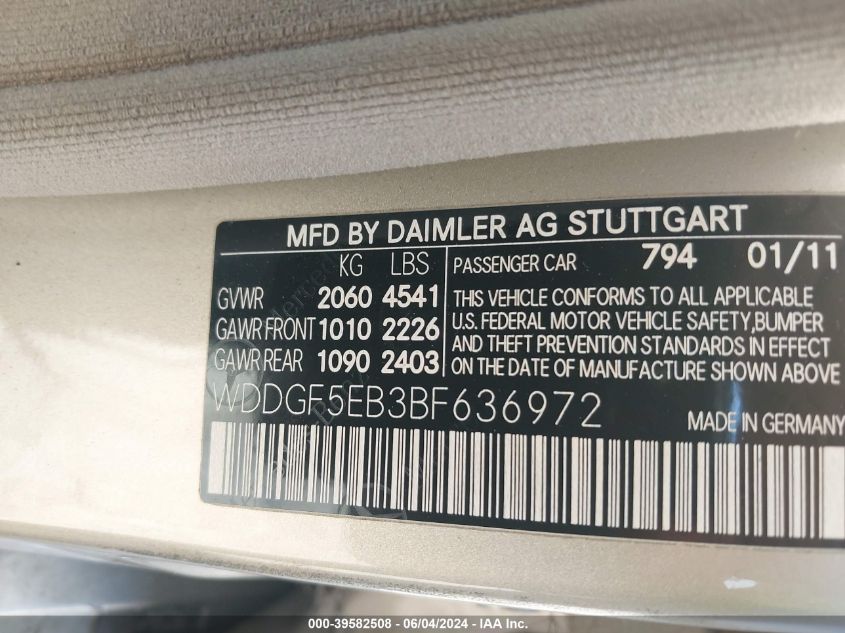 MFD BY DAIMLER AG STUTTGART
KG LBS
GVWR 2060 4541
GAWR FRONT 1010 2226
GAWR REAR 1090 2403
PASSENGER CAR 794 01/11
THIS VEHICLE CONFORMS TO ALL APPLICABLE
U.S. FEDERAL MOTOR VEHICLE SAFETY,BUMPER
AND THEFT PREVENTION STANDARDS IN EFFECT
ON THE DATE OF MANUFACTURE SHOWN ABOVE
WDDGF5EB3BF636972
MADE IN GERMANY
000-39582508 - 06/04/2024 - IAA Inc.